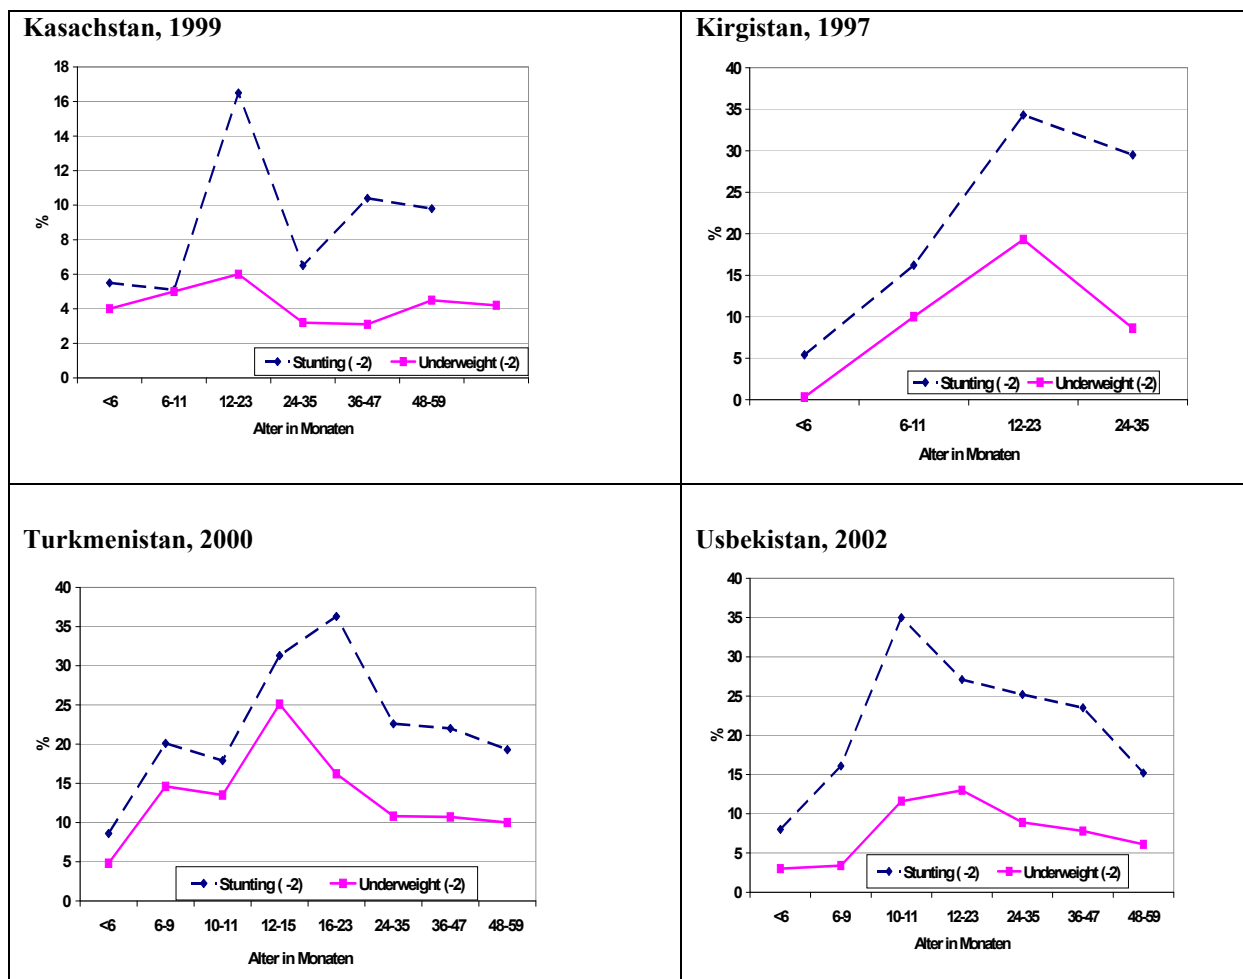 Kasachstan, 1999
18
16
14
12
10
8
6
4
2
0
%
Stunting ( -2) Underweight (-2)
<6 6-11 12-23 24-35 36-47 48-59
Alter in Monaten
Kirgistan, 1997
40
35
30
25
20
15
10
5
0
%
Stunting ( -2) Underweight (-2)
<6 6-11 12-23 24-35
Alter in Monaten
Turkmenistan, 2000
40
35
30
25
20
15
10
5
0
%
Stunting ( -2) Underweight (-2)
<6 6-9 10-11 12-15 16-23 24-35 36-47 48-59
Alter in Monaten
Usbekistan, 2002
40
35
30
25
20
15
10
5
0
%
Stunting ( -2) Underweight (-2)
<6 6-9 10-11 12-23 24-35 36-47 48-59
Alter in Monaten